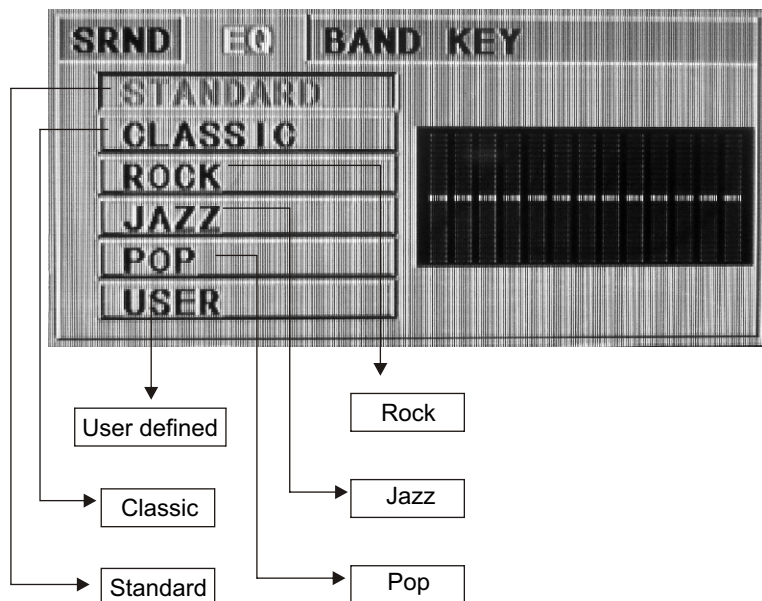 SRND EQ BAND KEY
STANDARD
CLASSIC
ROCK
JAZZ
POP
USER
User defined
Rock
Classic
Jazz
Standard
Pop